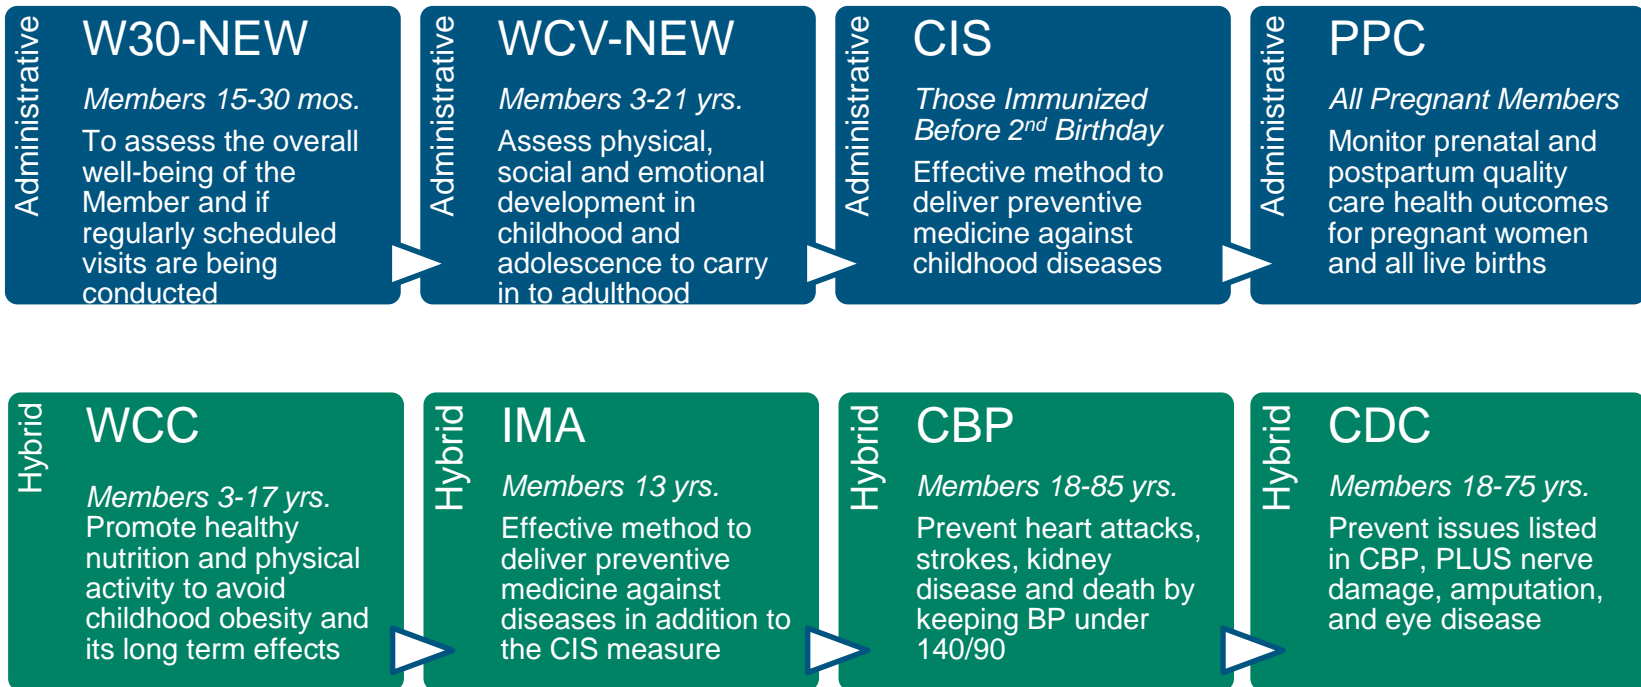 Administrative
W30-NEW
Members 15-30 mos.
To assess the overall
well-being of the
Member and if
regularly scheduled
visits are being
conducted
Administrative
WCV-NEW
Members 3-21 yrs.
Assess physical,
social and emotional
development in
childhood and
adolescence to carry
in to adulthood
Administrative
CIS
Those Immunized
Before 2nd Birthday
Effective method to
deliver preventive
medicine against
childhood diseases
Administrative
PPC
All Pregnant Members
Monitor prenatal and
postpartum quality
care health outcomes
for pregnant women
and all live births
Hybrid
WCC
Members 3-17 yrs.
Promote healthy
nutrition and physical
activity to avoid
childhood obesity and
its long term effects
Hybrid
IMA
Members 13 yrs.
Effective method to
deliver preventive
medicine against
diseases in addition to
the CIS measure
Hybrid
CBP
Members 18-85 yrs.
Prevent heart attacks,
strokes, kidney
disease and death by
keeping BP under
140/90
Hybrid
CDC
Members 18-75 yrs.
Prevent issues listed
in CBP, PLUS nerve
damage, amputation,
and eye disease